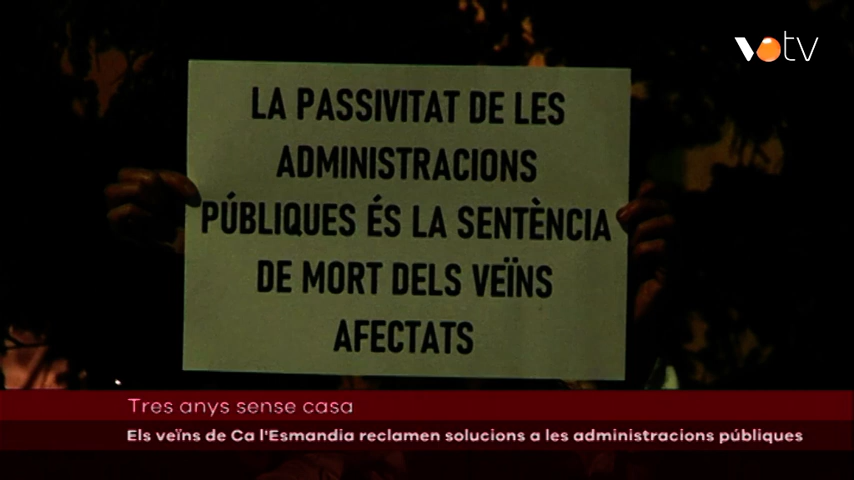 votv
LA PASSIVITAT DE LES
ADMINISTRACIONS
PÚBLIQUES ÉS LA SENTÈNCIA
DE MORT DELS VEÏNS
AFECTATS
Tres anys sense casa
Els veïns de Ca l'Esmandia reclamen solucions a les administracions públiques